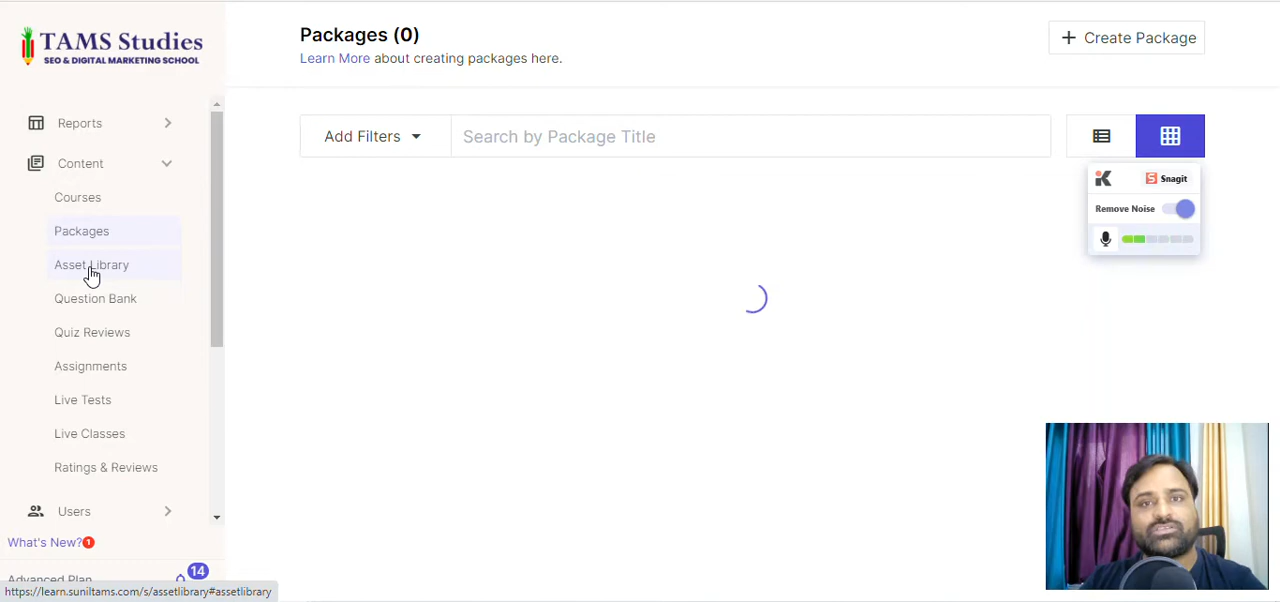 TAMS Studies
SEO & DIGITAL MARKETING SCHOOL
Reports
Content
Courses
Packages
Asset Library
Question Bank
Quiz Reviews
Assignments
Live Tests
Live Classes
Ratings & Reviews
Users
What's New? 1
Advanced Plan
14
https://learn.suniltams.com/s/assetlibrary#assetlibrary
Packages (0)
Learn More about creating packages here.
+ Create Package
Add Filters
Search by Package Title
K
S Snagit
Remove Noise